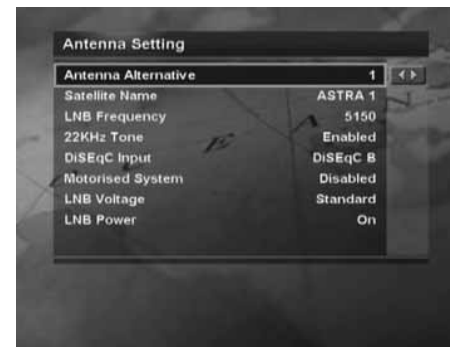 Antenna Setting
Antenna Alternative 1
Satellite Name ASTRA 1
LNB Frequency 5150
22KHz Tone Enabled
DiSEqC Input DiSEqC B
Motorised System Disabled
LNB Voltage Standard
LNB Power On